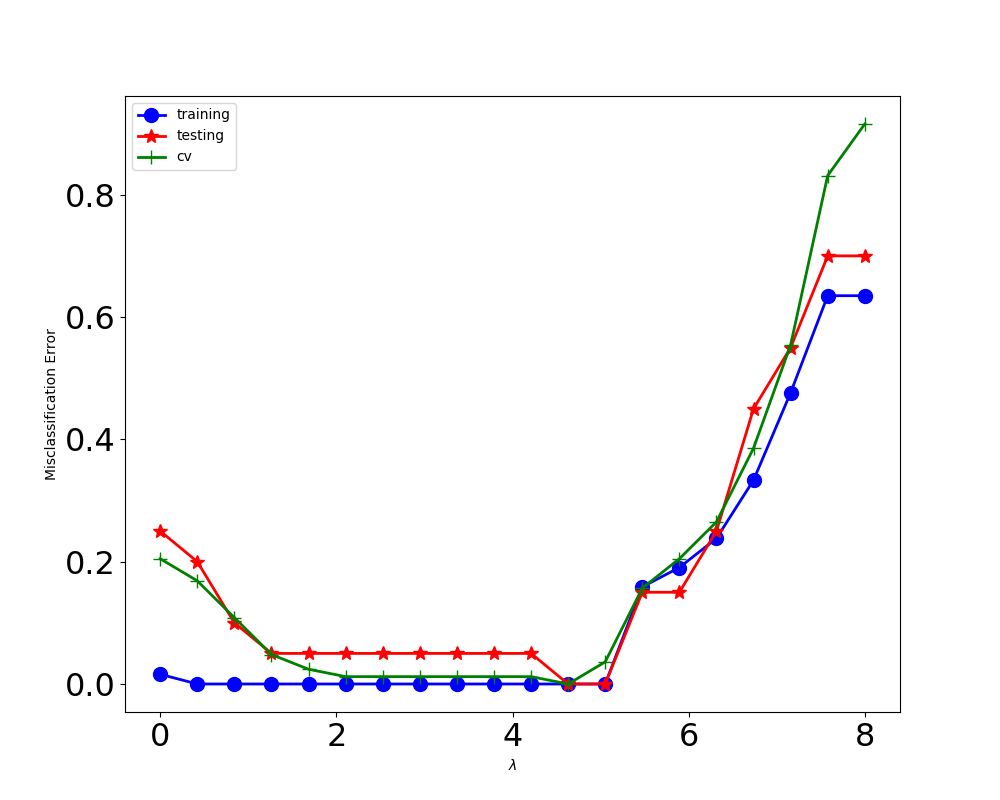 training
testing
cv
0.8
0.6
0.4
0.2
0.0
Misclassification Error
0 2 4 6 8
λ